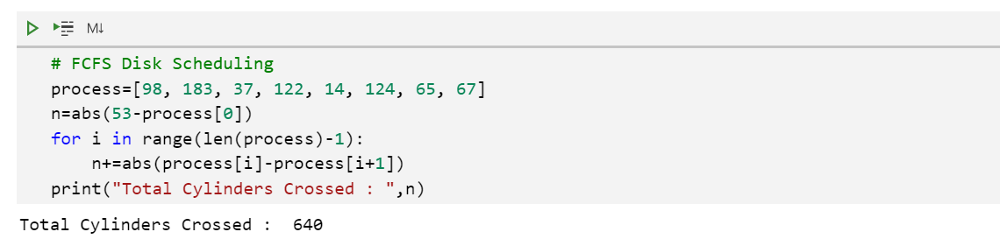 M↓
# FCFS Disk Scheduling
process=[98, 183, 37, 122, 14, 124, 65, 67]
n=abs(53-process[0])
for i in range(len(process)-1):
    n+=abs(process[i]-process[i+1])
print("Total Cylinders Crossed : ",n)
Total Cylinders Crossed :  640